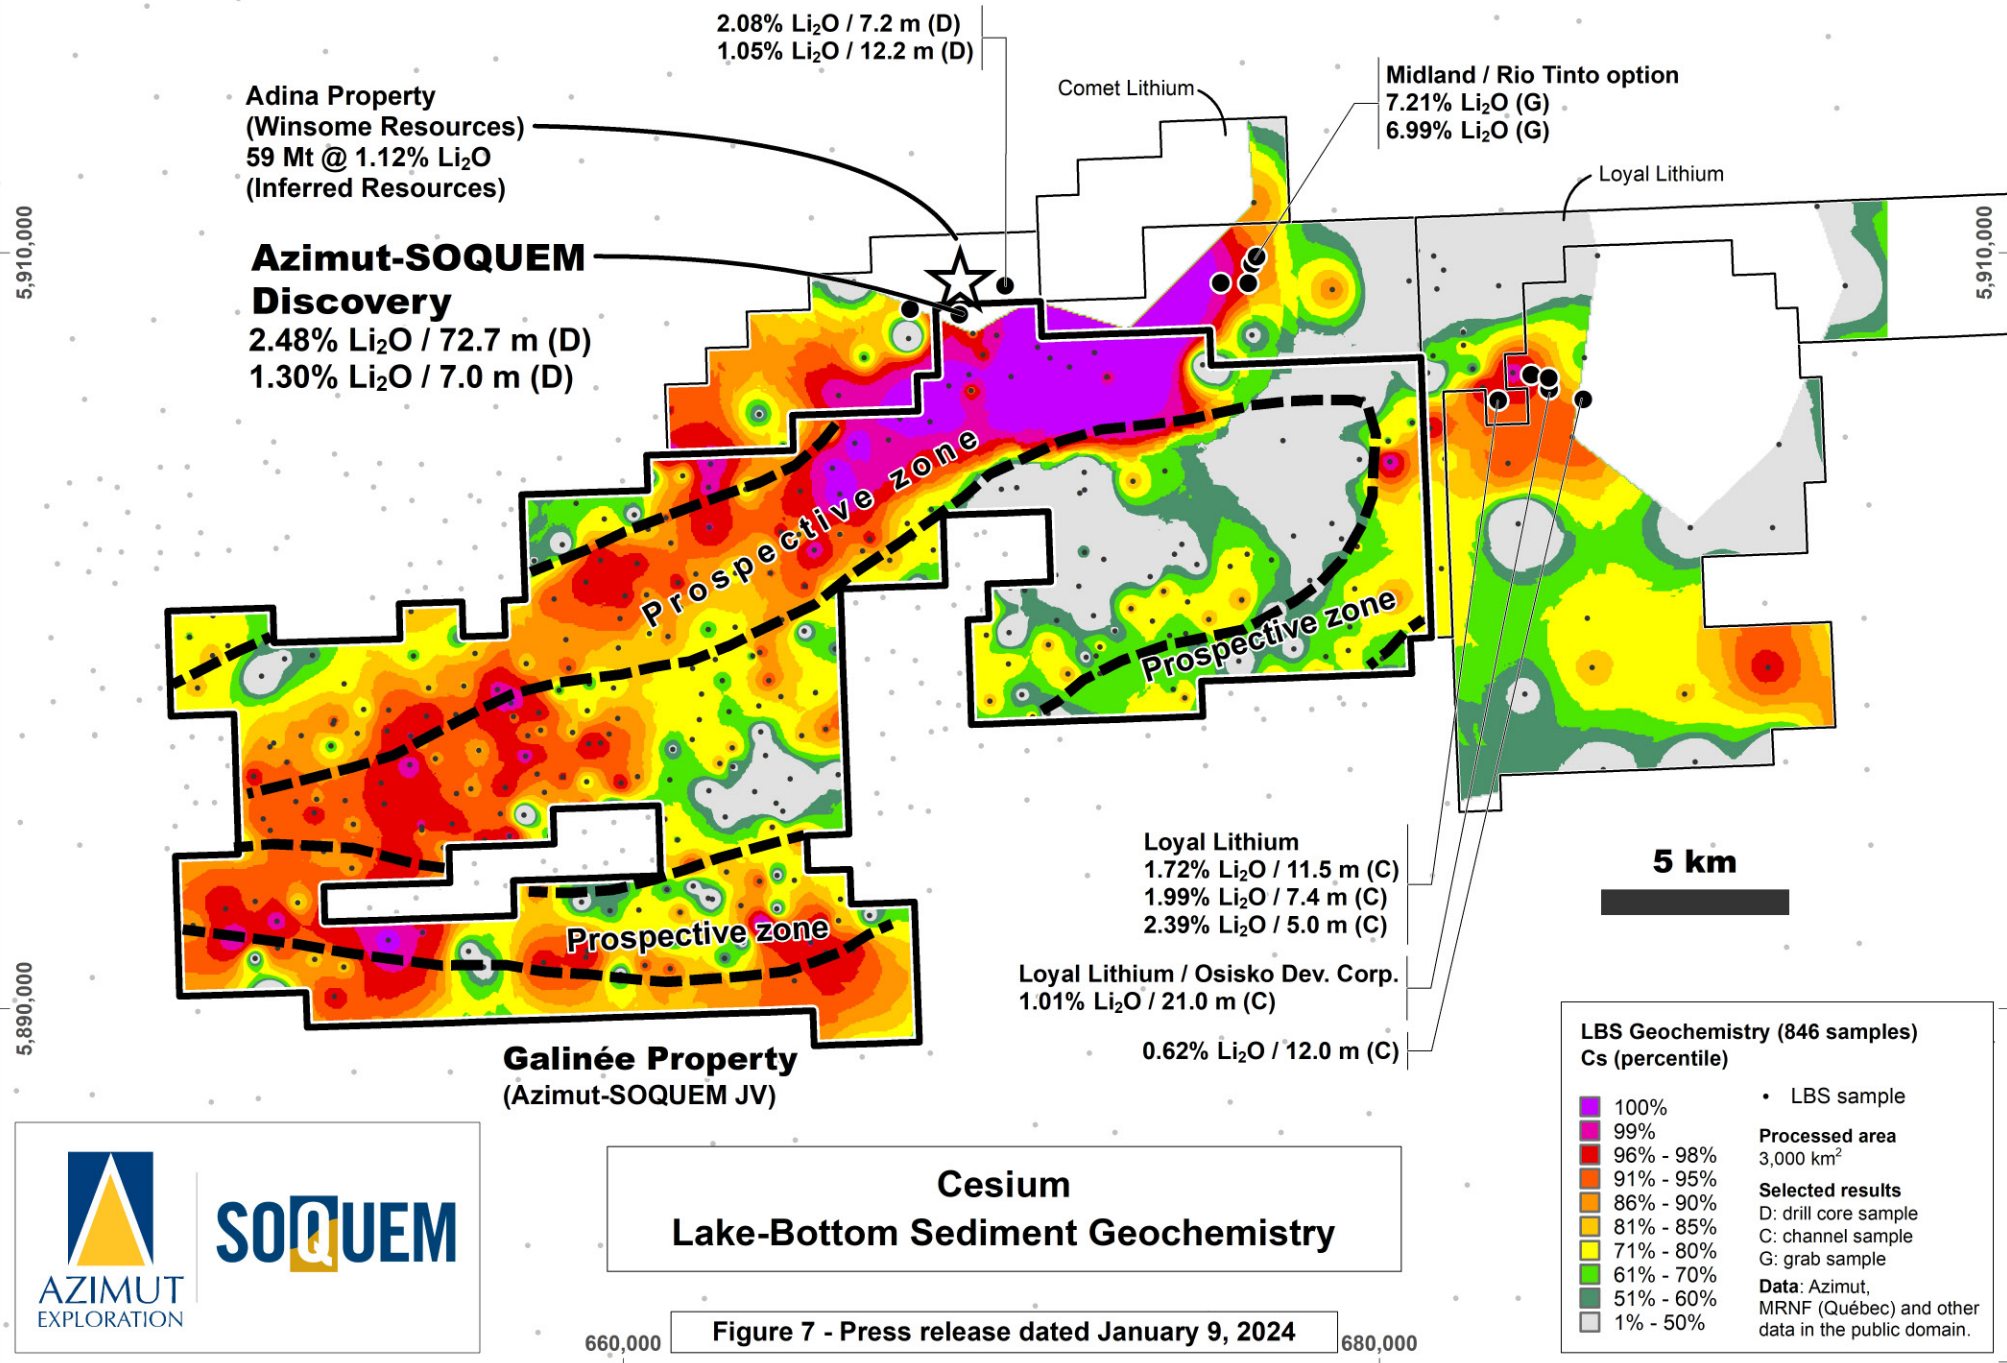 2.08% Li₂O / 7.2 m (D)
1.05% Li₂O / 12.2 m (D)
Adina Property
(Winsome Resources)
59 Mt @ 1.12% Li₂O
(Inferred Resources)
Comet Lithium
Midland / Rio Tinto option
7.21% Li₂O (G)
6.99% Li₂O (G)
Loyal Lithium
5,910,000
5,910,000
Azimut-SOQUEM
Discovery
2.48% Li₂O / 72.7 m (D)
1.30% Li₂O / 7.0 m (D)
Prospective zone
Prospective zone
Prospective zone
Loyal Lithium
1.72% Li₂O / 11.5 m (C)
1.99% Li₂O / 7.4 m (C)
2.39% Li₂O / 5.0 m (C)
5 km
Loyal Lithium / Osisko Dev. Corp.
1.01% Li₂O / 21.0 m (C)
0.62% Li₂O / 12.0 m (C)
5,890,000
Galinée Property
(Azimut-SOQUEM JV)
LBS Geochemistry (846 samples)
Cs (percentile)
100%
99%
96% - 98%
91% - 95%
86% - 90%
81% - 85%
71% - 80%
61% - 70%
51% - 60%
1% - 50%
LBS sample
Processed area
3,000 km²
Selected results
D: drill core sample
C: channel sample
G: grab sample
Data: Azimut,
MRNF (Québec) and other
data in the public domain.
AZIMUT
EXPLORATION
SOQUEM
Cesium
Lake-Bottom Sediment Geochemistry
Figure 7 - Press release dated January 9, 2024
660,000
680,000